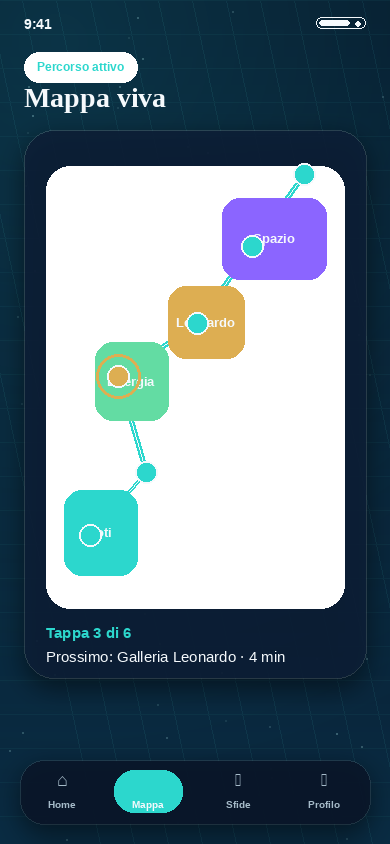 9:41
Percorso attivo
Mappa viva
Spazio
Tappa 3 di 6
Prossimo: Galleria Leonardo · 4 min
Home
Mappa
Sfide
Profilo